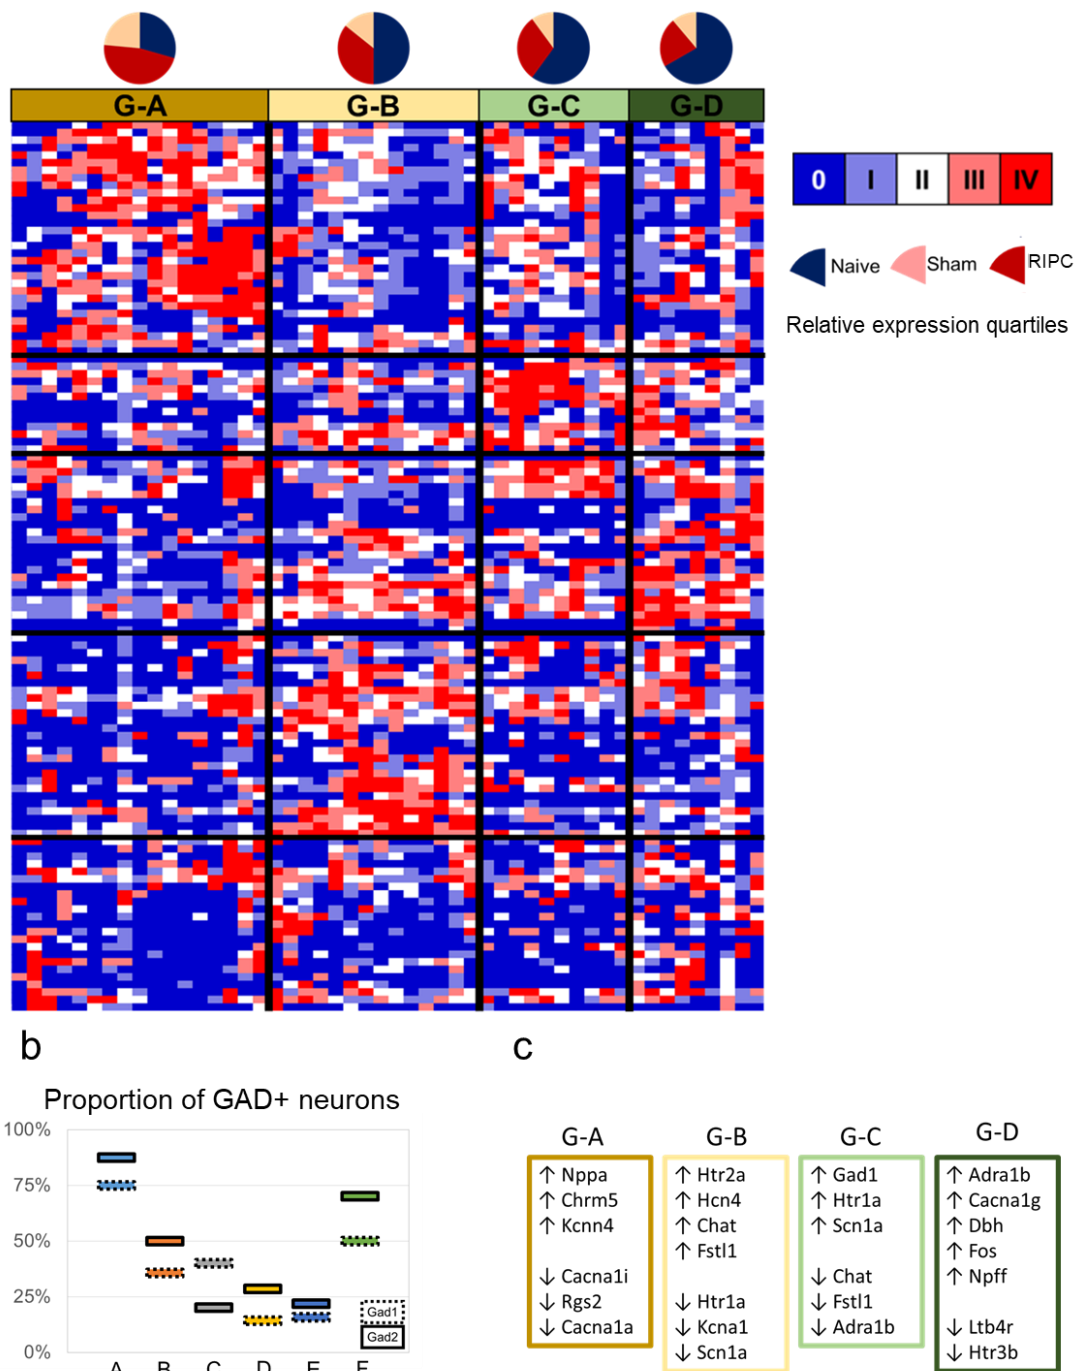 G-A G-B G-C G-D
0 I II III IV
Naive Sham RIPC
Relative expression quartiles
b
c
Proportion of GAD+ neurons
100%
75%
50%
25%
0%
A B C D E F
Gad1
Gad2
G-A
↑ Nppa
↑ Chrm5
↑ Kcnn4
↓ Cacna1i
↓ Rgs2
↓ Cacna1a
G-B
↑ Htr2a
↑ Hcn4
↑ Chat
↑ Fstl1
↓ Htr1a
↓ Kcna1
↓ Scn1a
G-C
↑ Gad1
↑ Htr1a
↑ Scn1a
↓ Chat
↓ Fstl1
↓ Adra1b
G-D
↑ Adra1b
↑ Cacna1g
↑ Dbh
↑ Fos
↑ Npff
↓ Ltb4r
↓ Htr3b